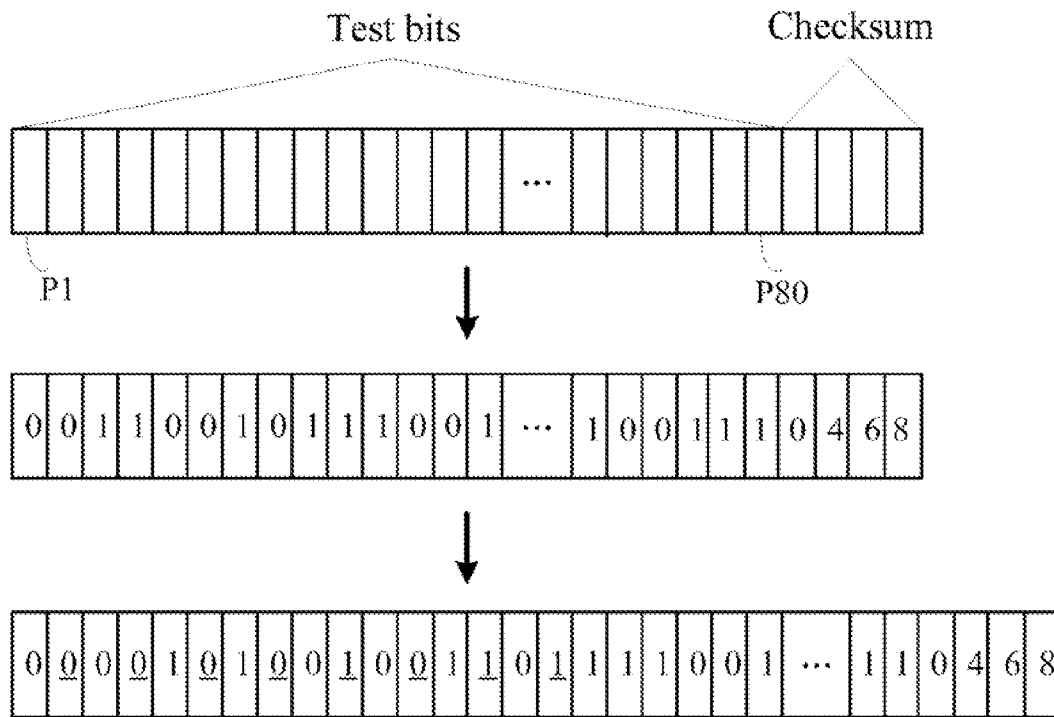 Test bits Checksum
...
P1 P80
0 0 1 1 0 0 1 0 1 1 1 0 0 1 ... 1 0 0 1 1 1 0 4 6 8
0 0 0 0 1 0 1 0 0 1 0 0 1 1 0 1 1 1 1 0 0 1 ... 1 1 0 4 6 8